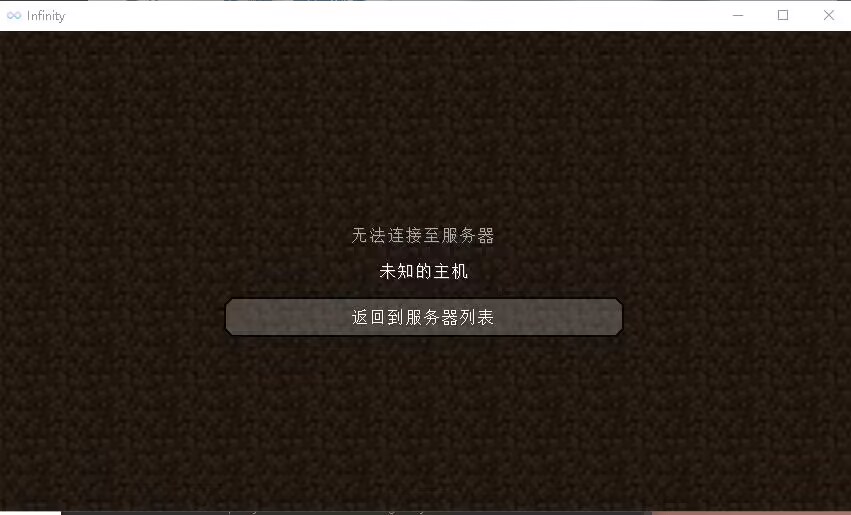 Infinity
无法连接至服务器
未知的主机
返回到服务器列表